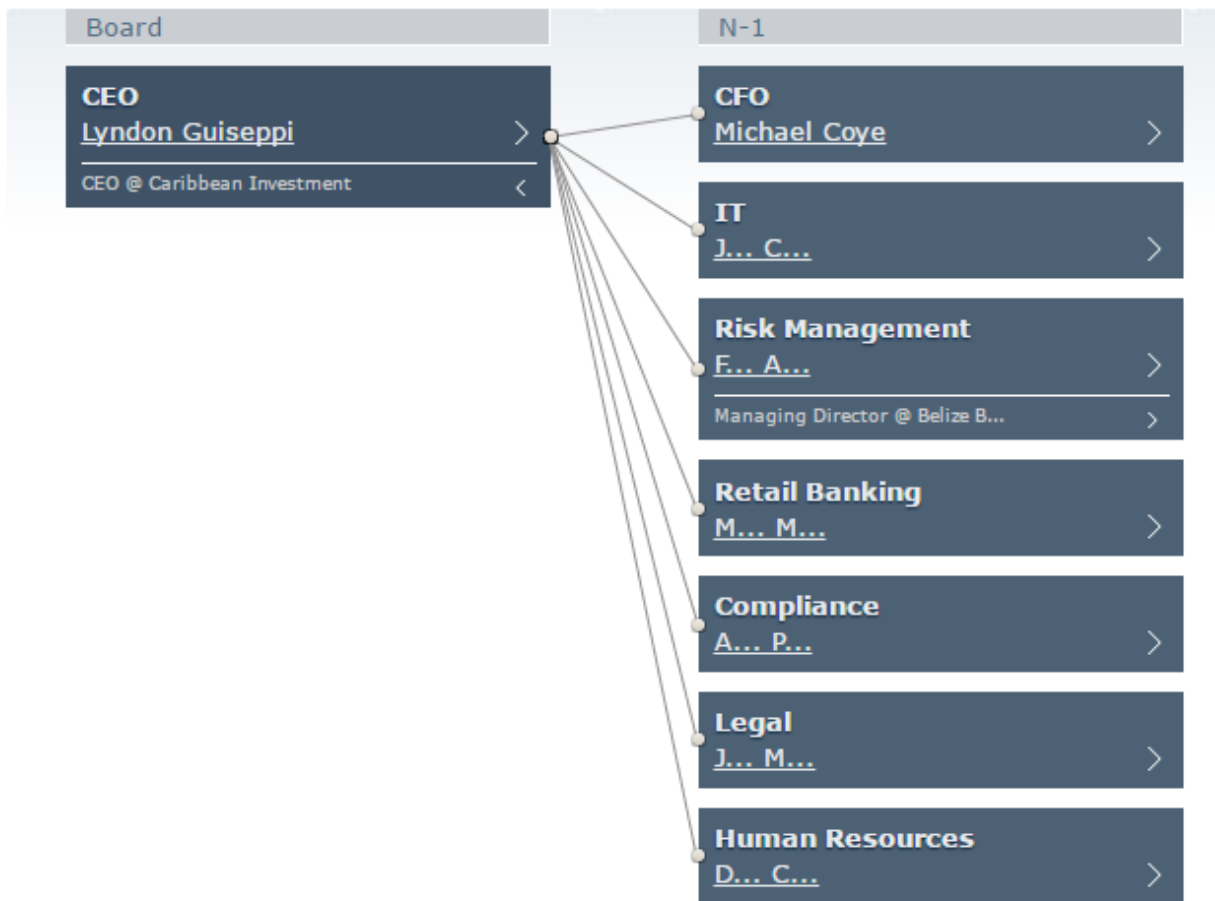 Board
CEO
Lyndon Guiseppi
CEO @ Caribbean Investment
N-1
CFO
Michael Coye
IT
J... C...
Risk Management
F... A...
Managing Director @ Belize B...
Retail Banking
M... M...
Compliance
A... P...
Legal
J... M...
Human Resources
D... C...